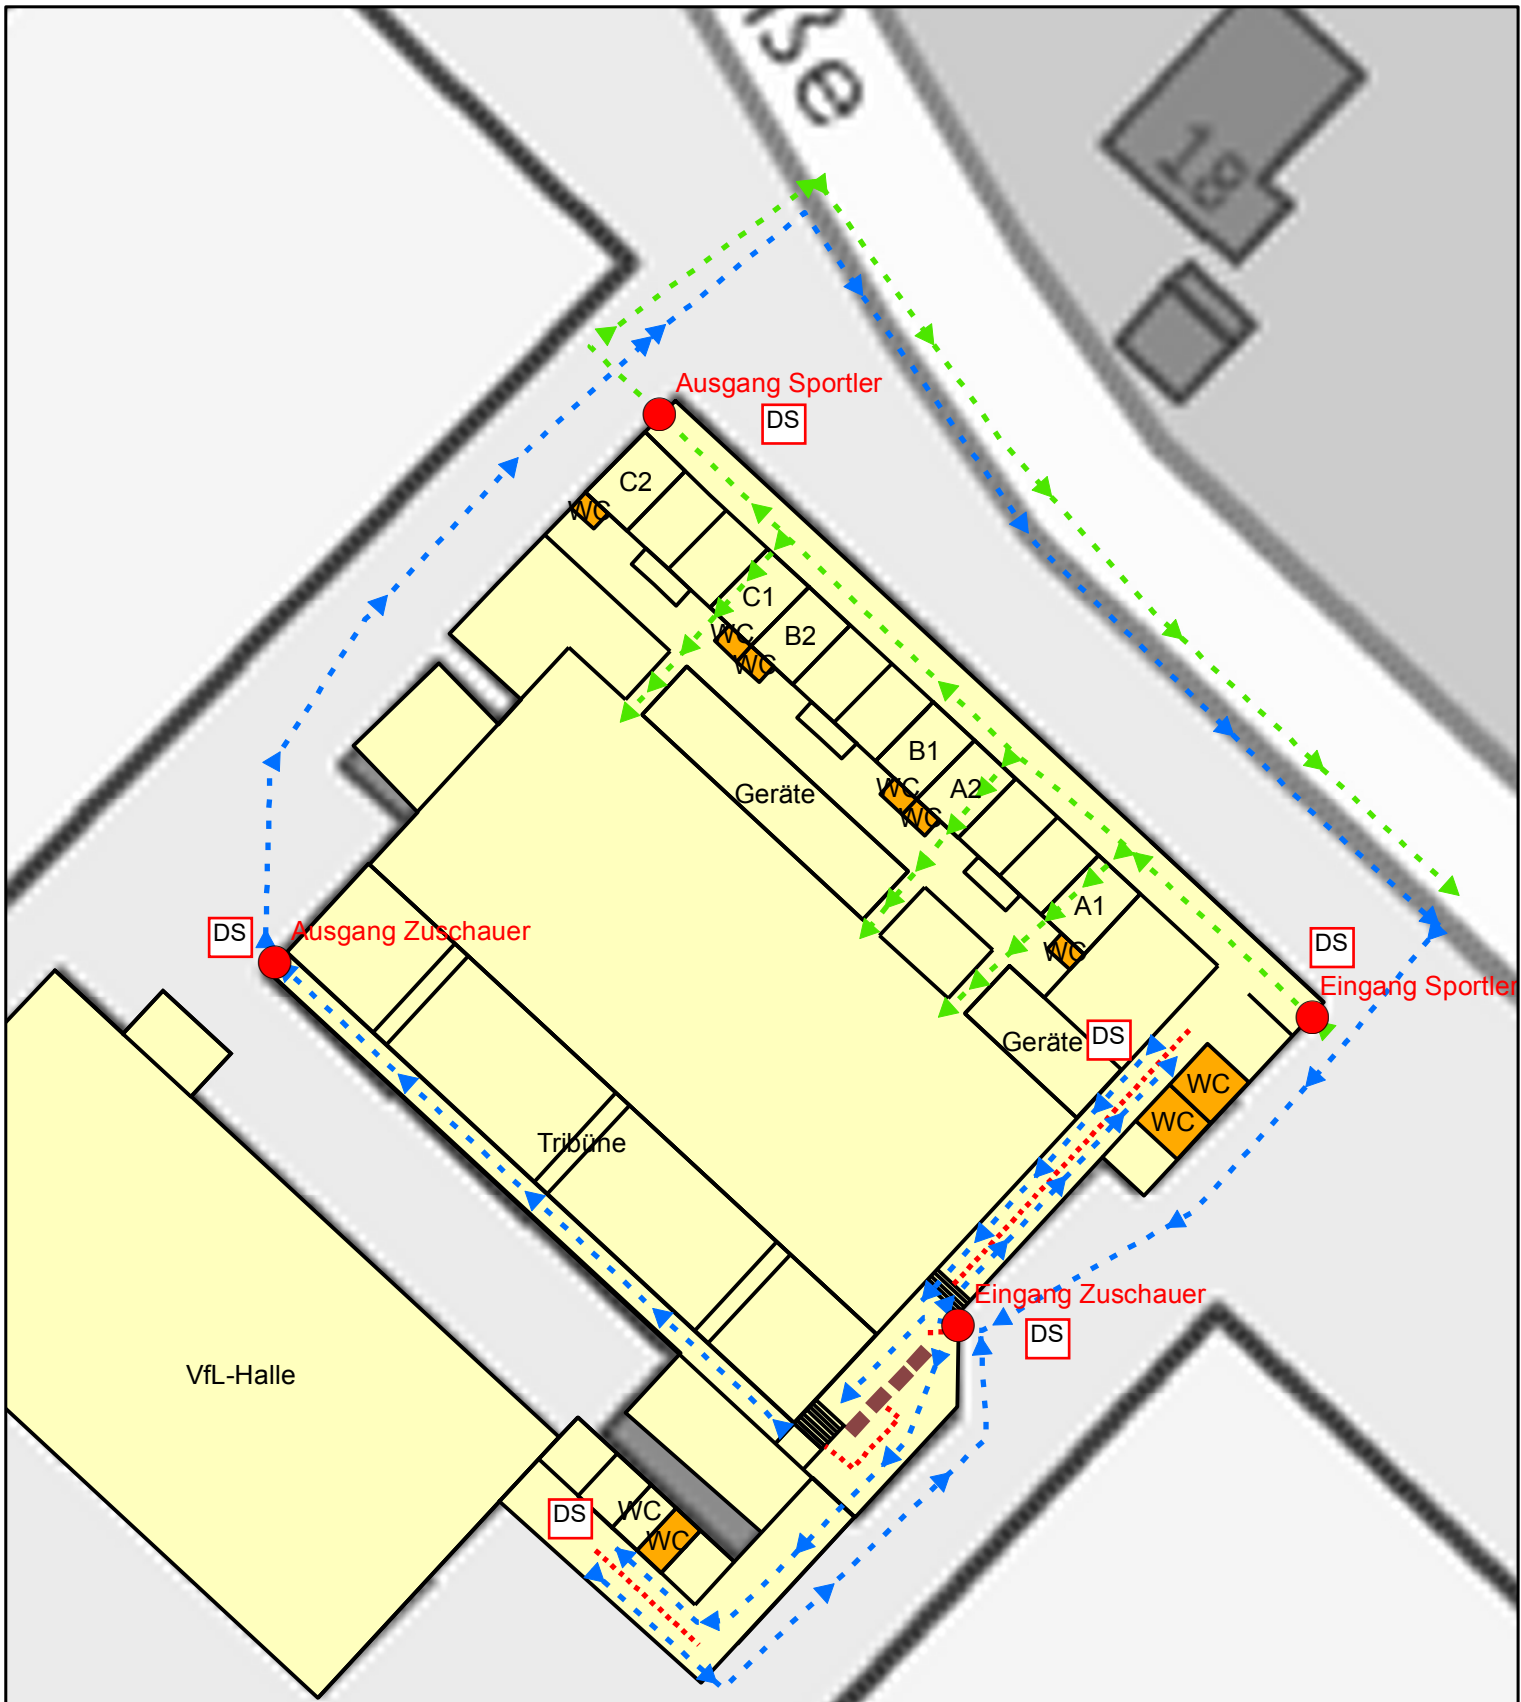 ße
18
Ausgang Sportler
DS
C2
WC
C1
B2
WC
WC
B1
A2
Geräte
WC
WC
A1
DS
Ausgang Zuschauer
DS
WC
Eingang Sportler
Geräte
DS
WC
WC
Tribüne
Eingang Zuschauer
DS
VfL-Halle
DS
WC
WC